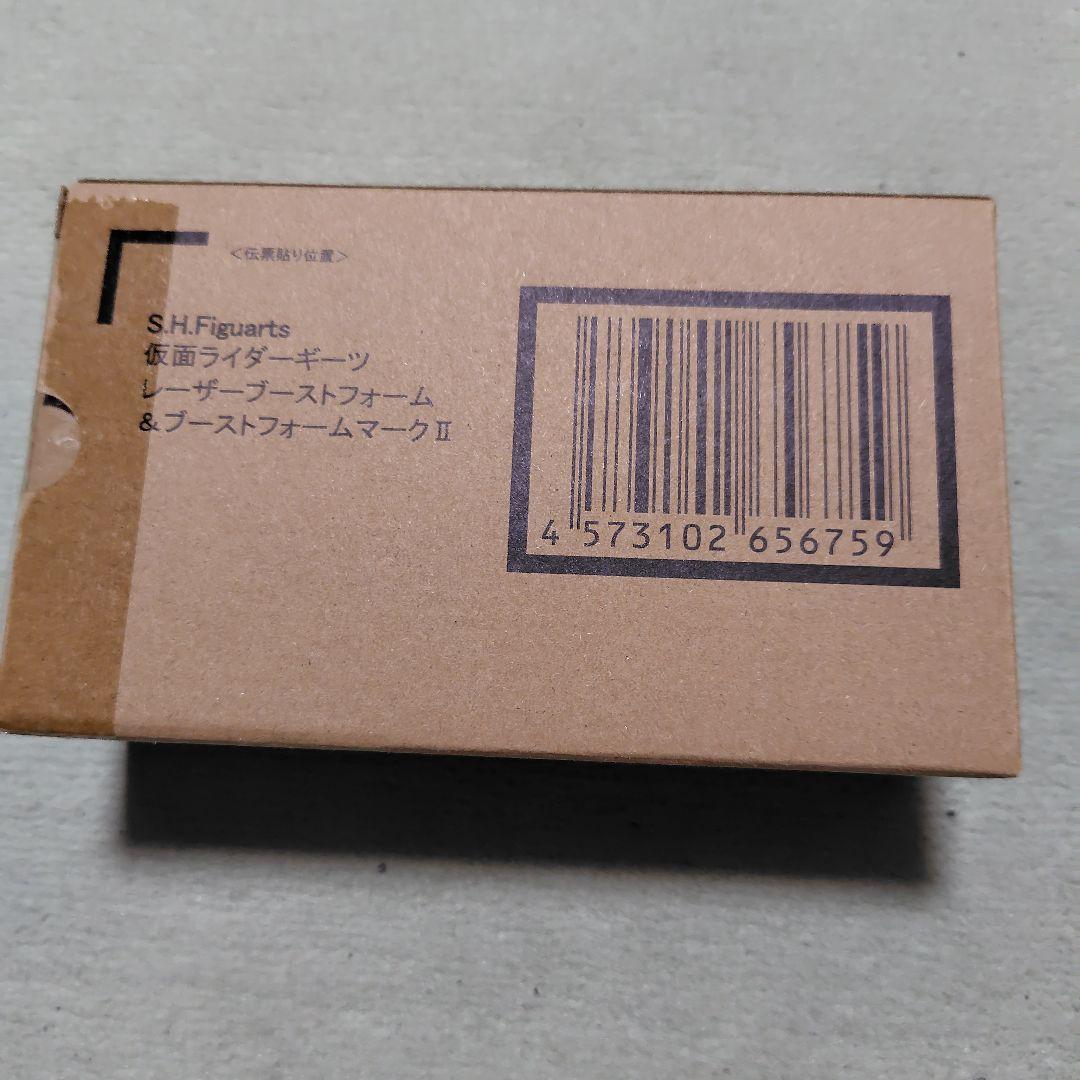 ＜伝票貼り位置＞
S.H.Figuarts
仮面ライダーギーツ
レーザーブーストフォーム
&ブーストフォームマークⅡ
4 573102 656759